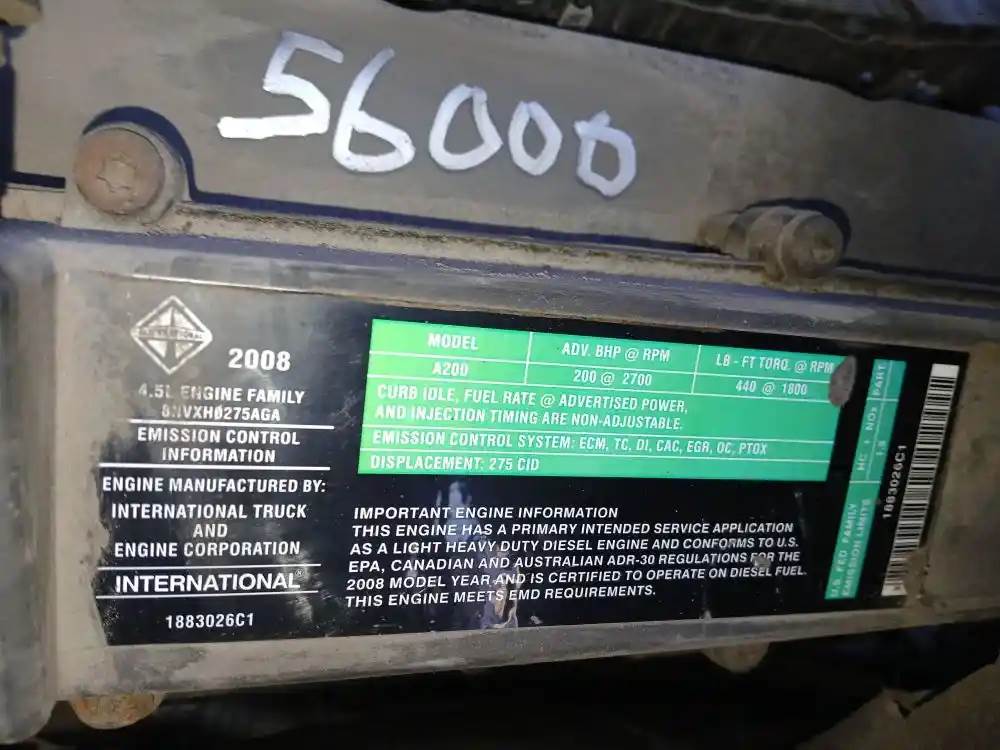 56000
INTERNATIONAL
2008
4.5L ENGINE FAMILY
8NVXH0275AGA
EMISSION CONTROL
INFORMATION
ENGINE MANUFACTURED BY:
INTERNATIONAL TRUCK
AND
ENGINE CORPORATION
INTERNATIONAL®
1883026C1
MODEL ADV. BHP @ RPM LB - FT TORQ. @ RPM
A200 200 @ 2700 440 @ 1800
CURB IDLE, FUEL RATE @ ADVERTISED POWER,
AND INJECTION TIMING ARE NON-ADJUSTABLE.
EMISSION CONTROL SYSTEM: ECM, TC, DI, CAC, EGR, OC, PTOX
DISPLACEMENT: 275 CID
IMPORTANT ENGINE INFORMATION
THIS ENGINE HAS A PRIMARY INTENDED SERVICE APPLICATION
AS A LIGHT HEAVY DUTY DIESEL ENGINE AND CONFORMS TO U.S.
EPA, CANADIAN AND AUSTRALIAN ADR-30 REGULATIONS FOR THE
2008 MODEL YEAR AND IS CERTIFIED TO OPERATE ON DIESEL FUEL.
THIS ENGINE MEETS EMD REQUIREMENTS.
U.S. FED FAMILY
EMISSION LIMITS
HC + NOx PART
1883026C1